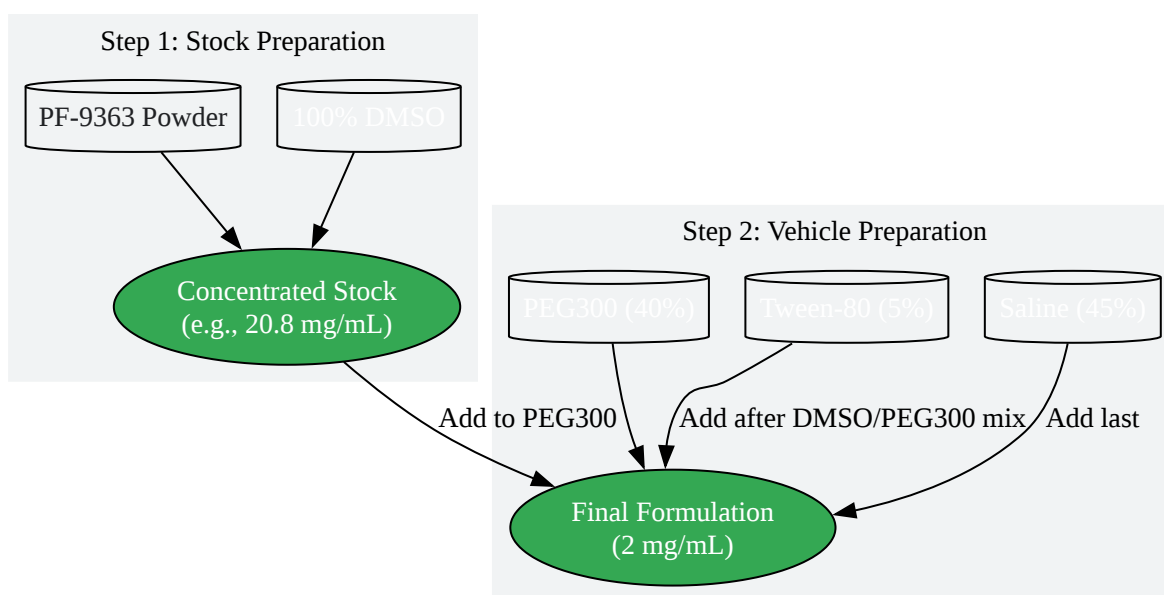 Step 1: Stock Preparation
PF-9363 Powder
100% DMSO
Concentrated Stock
(e.g., 20.8 mg/mL)
Step 2: Vehicle Preparation
PEG300 (40%)
Tween-80 (5%)
Saline (45%)
Add to PEG300
Add after DMSO/PEG300 mix
Add last
Final Formulation
(2 mg/mL)